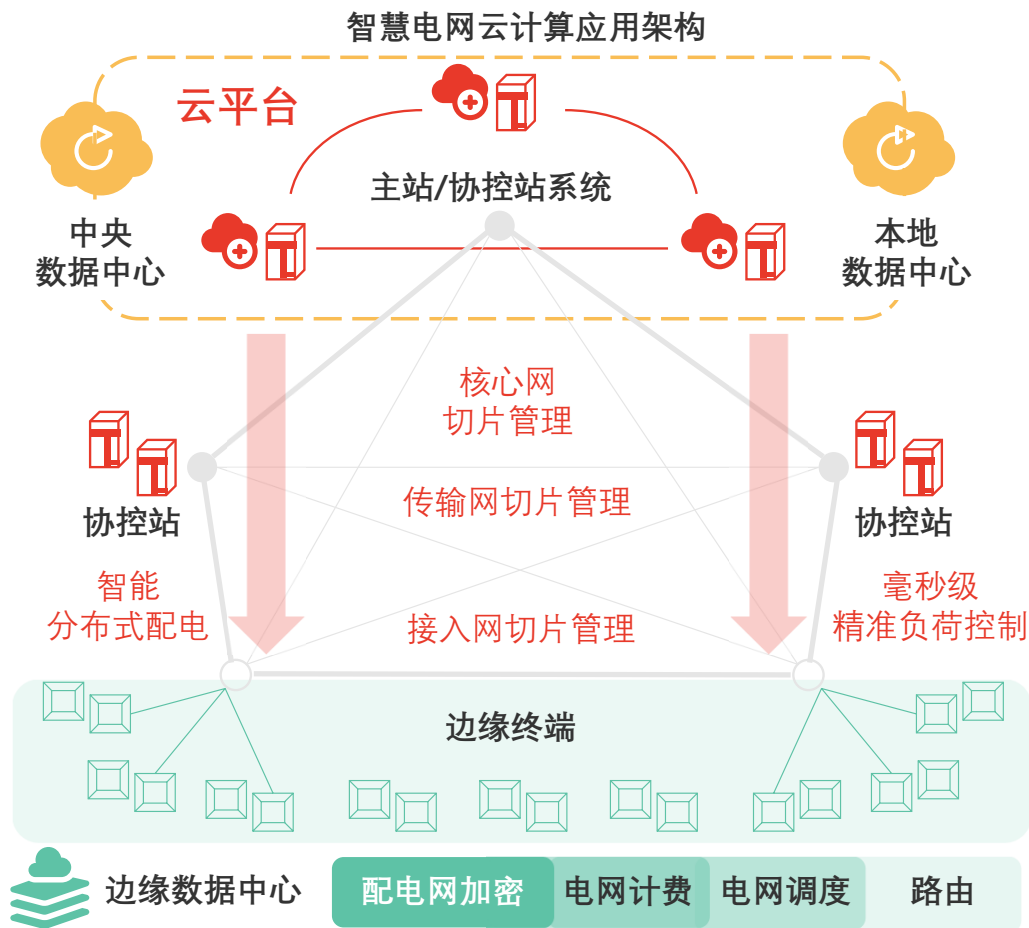 智慧电网云计算应用架构
云平台
主站/协控站系统
中央
数据中心
本地
数据中心
核心网
切片管理
传输网切片管理
协控站
协控站
智能
分布式配电
接入网切片管理
毫秒级
精准负荷控制
边缘终端
边缘数据中心
配电网加密
电网计费
电网调度
路由